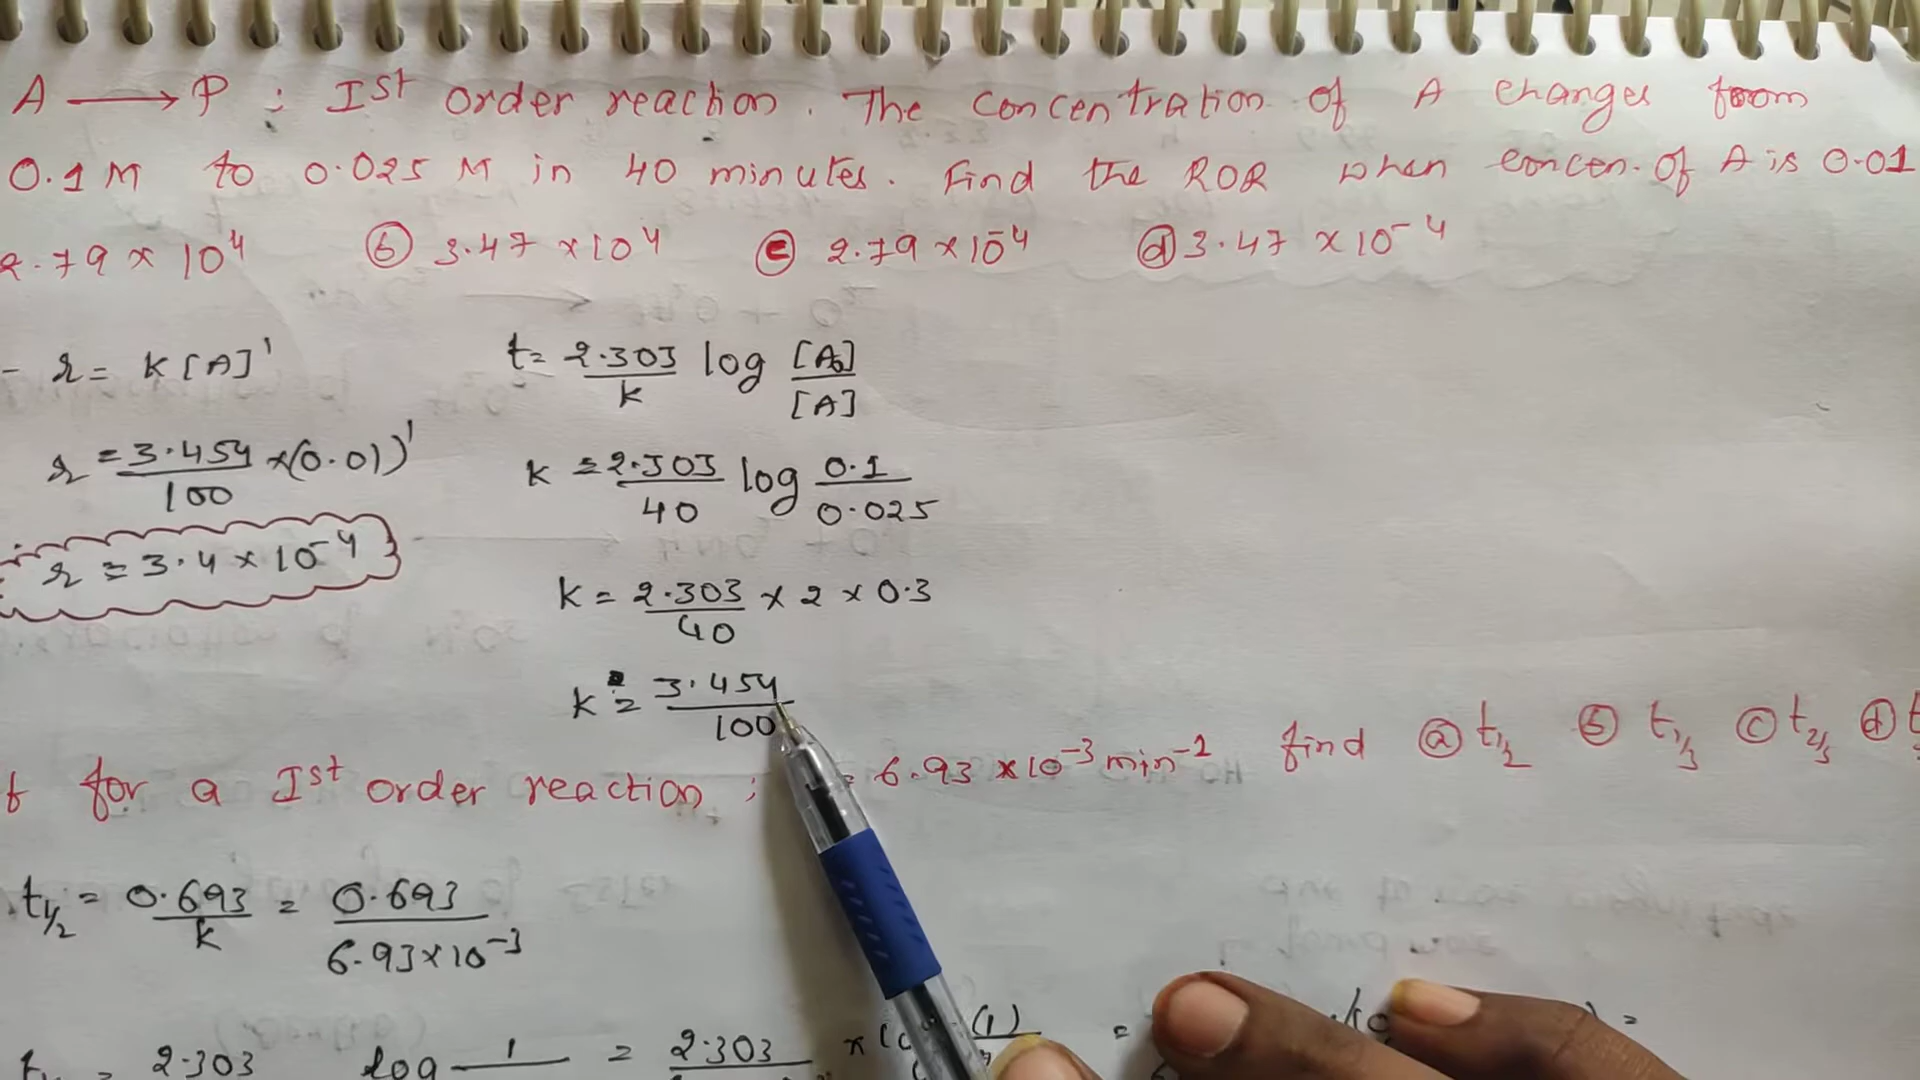 A ⟶ P : Ist order reaction. The concentration of A changes from
0.1 M to 0.025 M in 40 minutes. Find the ROR when concen. of A is 0.01
2.79 × 10^4 (b) 3.47 × 10^4 (c) 2.79 × 10^-4 (d) 3.47 × 10^-4
- r = K [A]^1
t = 2.303/K log [A0]/[A]
r = 3.454/100 × (0.01)^1
K = 2.303/40 log 0.1/0.025
r = 3.4 × 10^-4
K = 2.303/40 × 2 × 0.3
K = 3.454/100
for a Ist order reaction ; = 6.93 × 10^-3 min^-1 find (a) t1/2 (b) t1/3 (c) t2/3 (d)
t1/2 = 0.693/K = 0.693/6.93×10^-3
= 2.303 log 1 = 2.303 ×